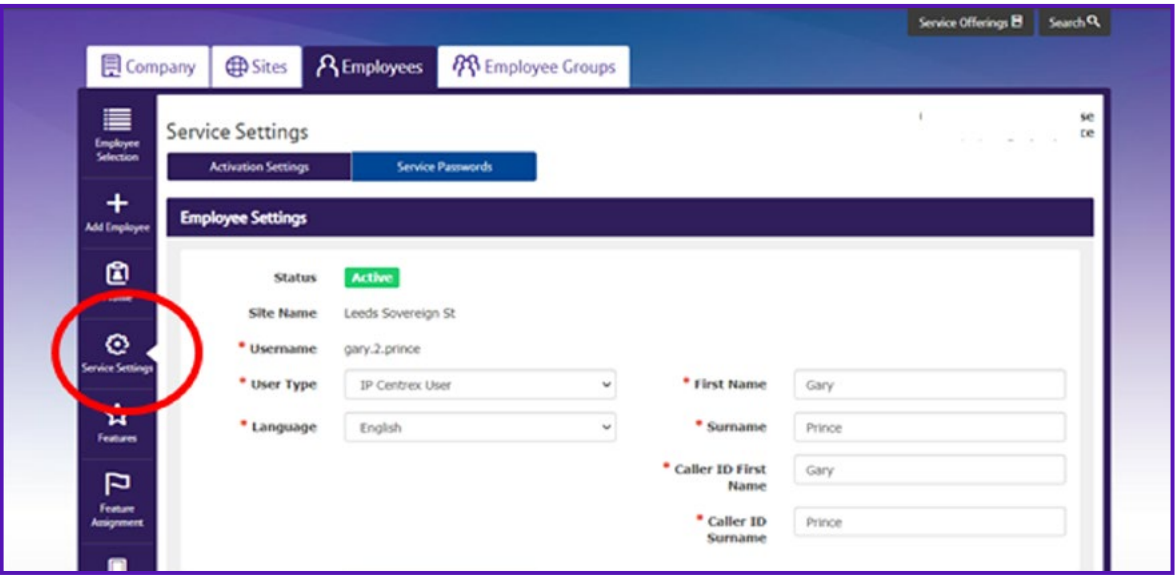 Service Offerings
Search
Company
Sites
Employees
Employee Groups
Employee
Selection
Add Employee
Service Settings
Features
Feature
Assignment
Service Settings
se
ce
Activation Settings
Service Passwords
Employee Settings
Status
Active
Site Name
Leeds Sovereign St
* Username
gary.2.prince
* User Type
IP Centrex User
* First Name
Gary
* Language
English
* Surname
Prince
* Caller ID First
Name
Gary
* Caller ID
Surname
Prince